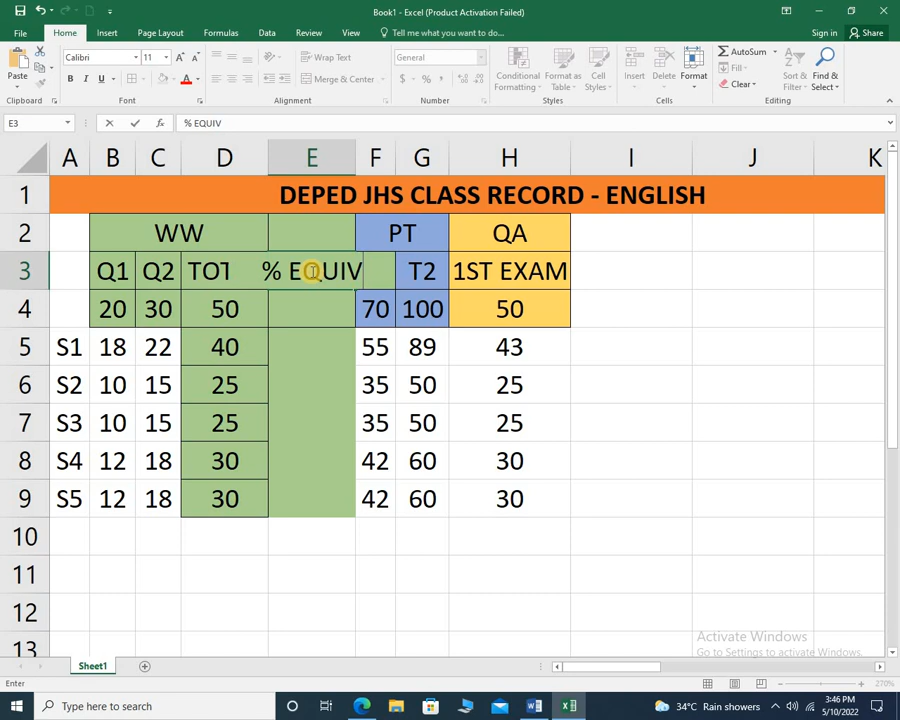 Book1 - Excel (Product Activation Failed)
File Home Insert Page Layout Formulas Data Review View Tell me what you want to do... Sign in Share
Paste Calibri 11 A A Wrap Text General Conditional Formatting Format as Table Cell Styles Insert Delete Format AutoSum Fill Clear Sort & Filter Find & Select
B I U A Merge & Center $ % ,
Clipboard Font Alignment Number Styles Cells Editing
E3 fx % EQUIV
A B C D E F G H I J K
1 DEPED JHS CLASS RECORD - ENGLISH
2 WW PT QA
3 Q1 Q2 TOT % EQUIV T2 1ST EXAM
4 20 30 50 70 100 50
5 S1 18 22 40 55 89 43
6 S2 10 15 25 35 50 25
7 S3 10 15 25 35 50 25
8 S4 12 18 30 42 60 30
9 S5 12 18 30 42 60 30
10
11
12
13
Activate Windows
Go to Settings to activate Windows.
Sheet1
Enter 270%
Type here to search 34°C Rain showers 3:46 PM
5/10/2022